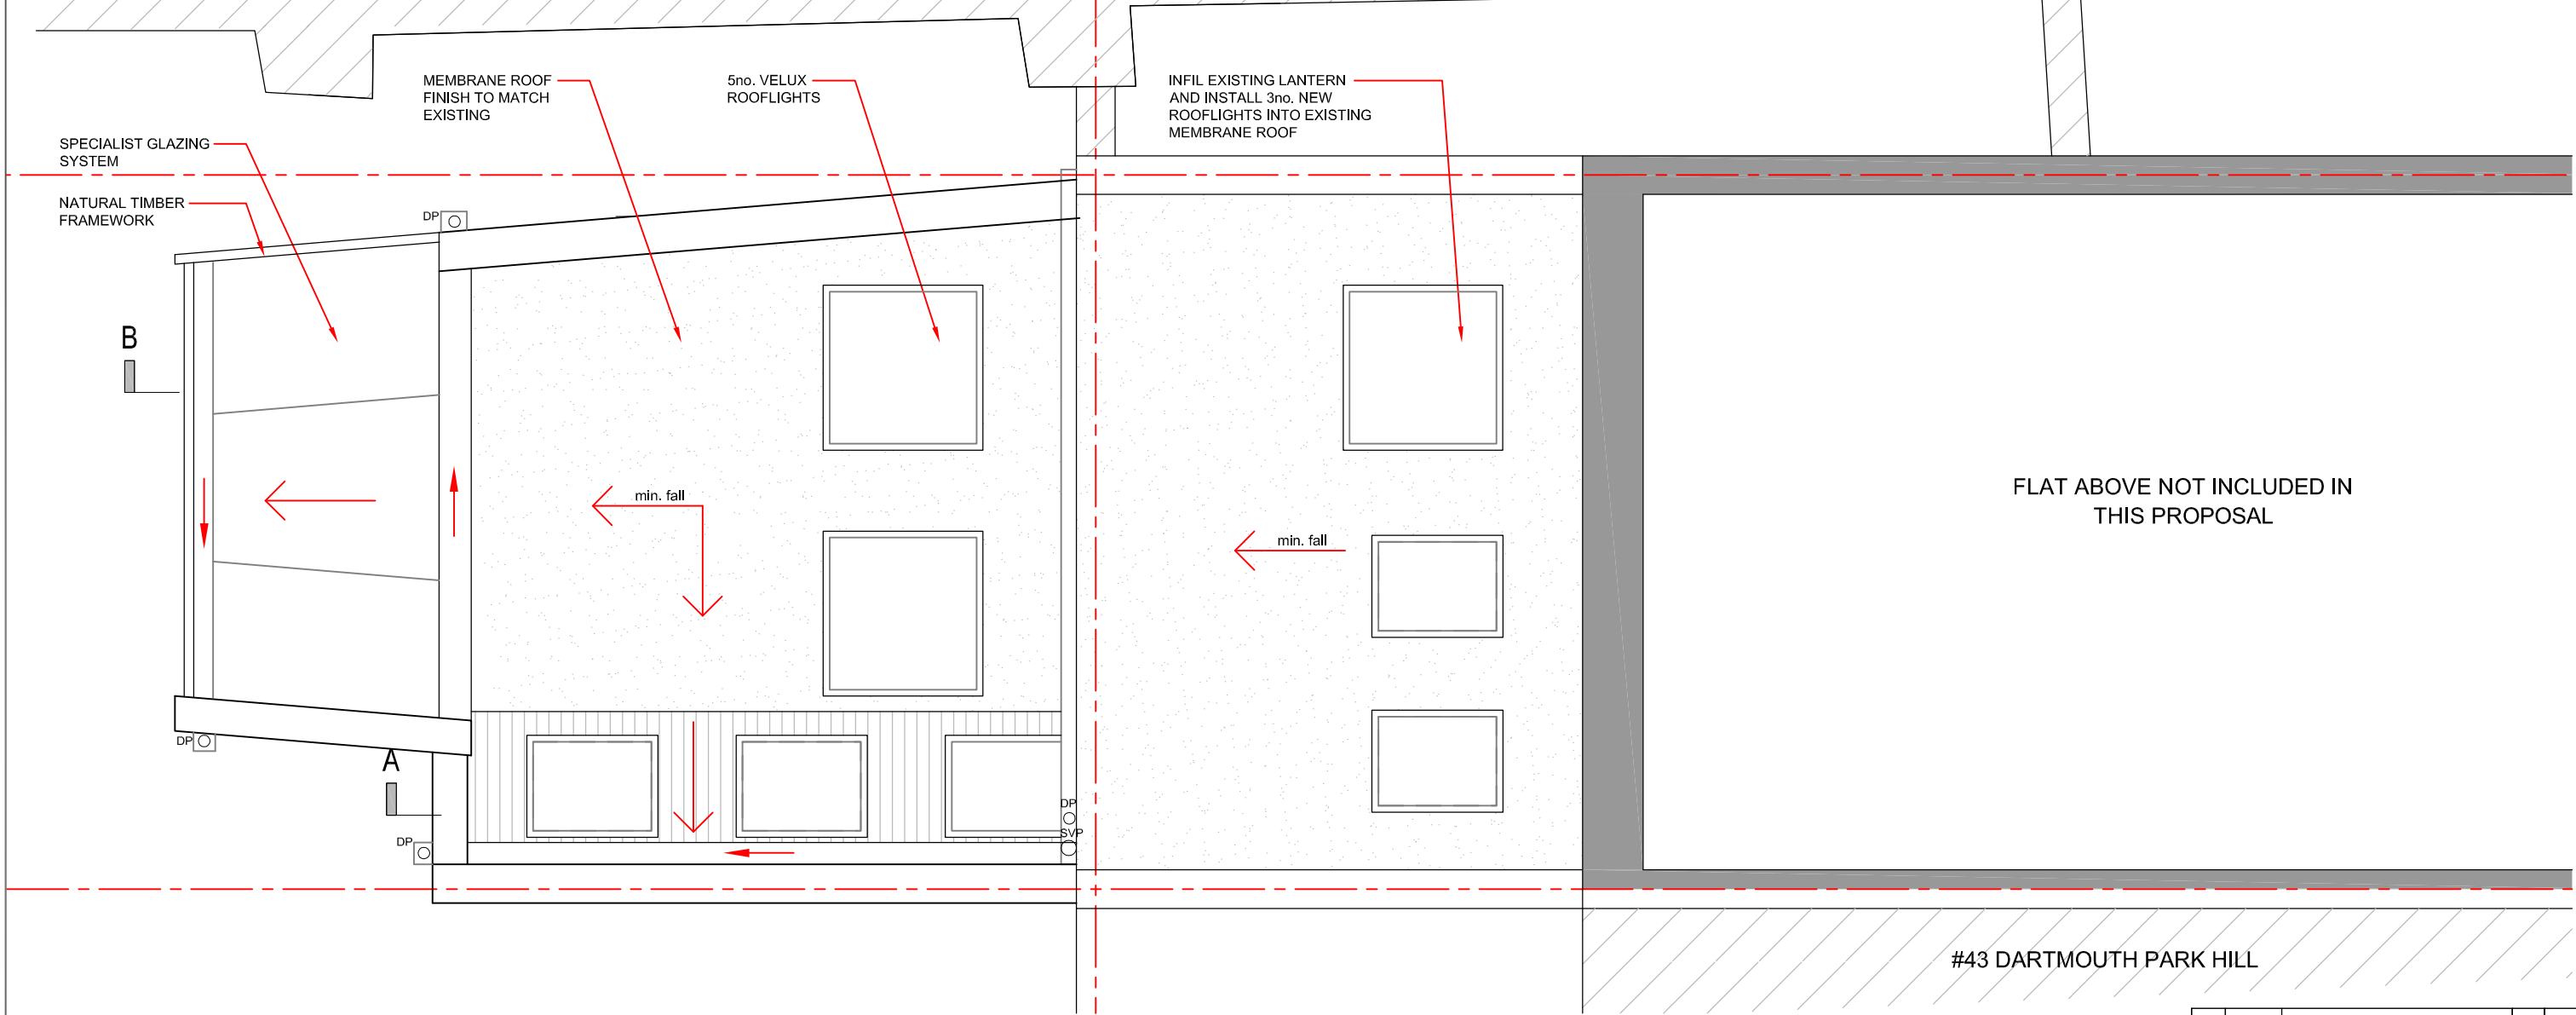 MEMBRANE ROOF
FINISH TO MATCH
EXISTING
5no. VELUX
ROOFLIGHTS
INFIL EXISTING LANTERN
AND INSTALL 3no. NEW
ROOFLIGHTS INTO EXISTING
MEMBRANE ROOF
SPECIALIST GLAZING
SYSTEM
NATURAL TIMBER
FRAMEWORK
DP
B
min. fall
min. fall
FLAT ABOVE NOT INCLUDED IN
THIS PROPOSAL
DP
A
DP
SVP
DP
#43 DARTMOUTH PARK HILL